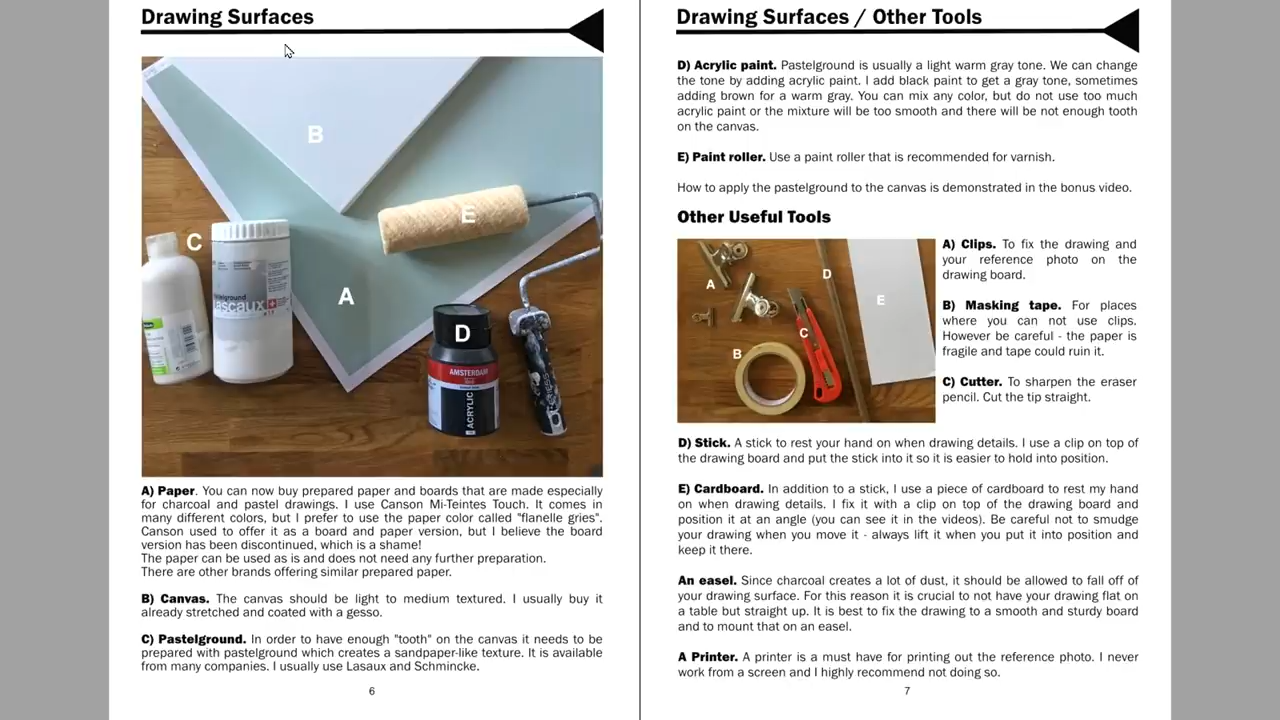 Drawing Surfaces
B
E
C
A
D
Pastelground
lascaux
AMSTERDAM
ACRYLIC
A) Paper. You can now buy prepared paper and boards that are made especially
for charcoal and pastel drawings. I use Canson Mi-Teintes Touch. It comes in
many different colors, but I prefer to use the paper color called "flanelle gries".
Canson used to offer it as a board and paper version, but I believe the board
version has been discontinued, which is a shame!
The paper can be used as is and does not need any further preparation.
There are other brands offering similar prepared paper.
B) Canvas. The canvas should be light to medium textured. I usually buy it
already stretched and coated with a gesso.
C) Pastelground. In order to have enough "tooth" on the canvas it needs to be
prepared with pastelground which creates a sandpaper-like texture. It is available
from many companies. I usually use Lasaux and Schmincke.
6
Drawing Surfaces / Other Tools
D) Acrylic paint. Pastelground is usually a light warm gray tone. We can change
the tone by adding acrylic paint. I add black paint to get a gray tone, sometimes
adding brown for a warm gray. You can mix any color, but do not use too much
acrylic paint or the mixture will be too smooth and there will be not enough tooth
on the canvas.
E) Paint roller. Use a paint roller that is recommended for varnish.
How to apply the pastelground to the canvas is demonstrated in the bonus video.
Other Useful Tools
A
D
E
C
B
A) Clips. To fix the drawing and
your reference photo on the
drawing board.
B) Masking tape. For places
where you can not use clips.
However be careful - the paper is
fragile and tape could ruin it.
C) Cutter. To sharpen the eraser
pencil. Cut the tip straight.
D) Stick. A stick to rest your hand on when drawing details. I use a clip on top of
the drawing board and put the stick into it so it is easier to hold into position.
E) Cardboard. In addition to a stick, I use a piece of cardboard to rest my hand
on when drawing details. I fix it with a clip on top of the drawing board and
position it at an angle (you can see it in the videos). Be careful not to smudge
your drawing when you move it - always lift it when you put it into position and
keep it there.
An easel. Since charcoal creates a lot of dust, it should be allowed to fall off of
your drawing surface. For this reason it is crucial to not have your drawing flat on
a table but straight up. It is best to fix the drawing to a smooth and sturdy board
and to mount that on an easel.
A Printer. A printer is a must have for printing out the reference photo. I never
work from a screen and I highly recommend not doing so.
7